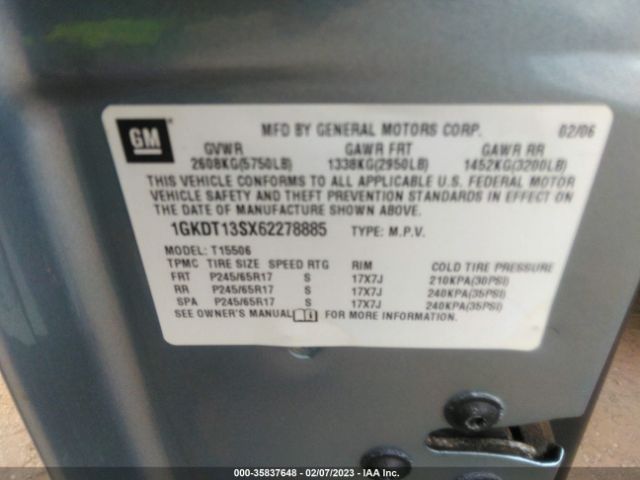 GM
MFD BY GENERAL MOTORS CORP. 02/06
GVWR GAWR FRT GAWR RR
2608KG(5750LB) 1338KG(2950LB) 1452KG(3200LB)
THIS VEHICLE CONFORMS TO ALL APPLICABLE U.S. FEDERAL MOTOR
VEHICLE SAFETY AND THEFT PREVENTION STANDARDS IN EFFECT ON
THE DATE OF MANUFACTURE SHOWN ABOVE.
1GKDT13SX62278885 TYPE: M.P.V.
MODEL: T15506
TPMC TIRE SIZE SPEED RTG RIM COLD TIRE PRESSURE
FRT P245/65R17 S 17X7J 210KPA(30PSI)
RR P245/65R17 S 17X7J 240KPA(35PSI)
SPA P245/65R17 S 17X7J 240KPA(35PSI)
SEE OWNER'S MANUAL FOR MORE INFORMATION.
000-35837648 - 02/07/2023 - IAA Inc.